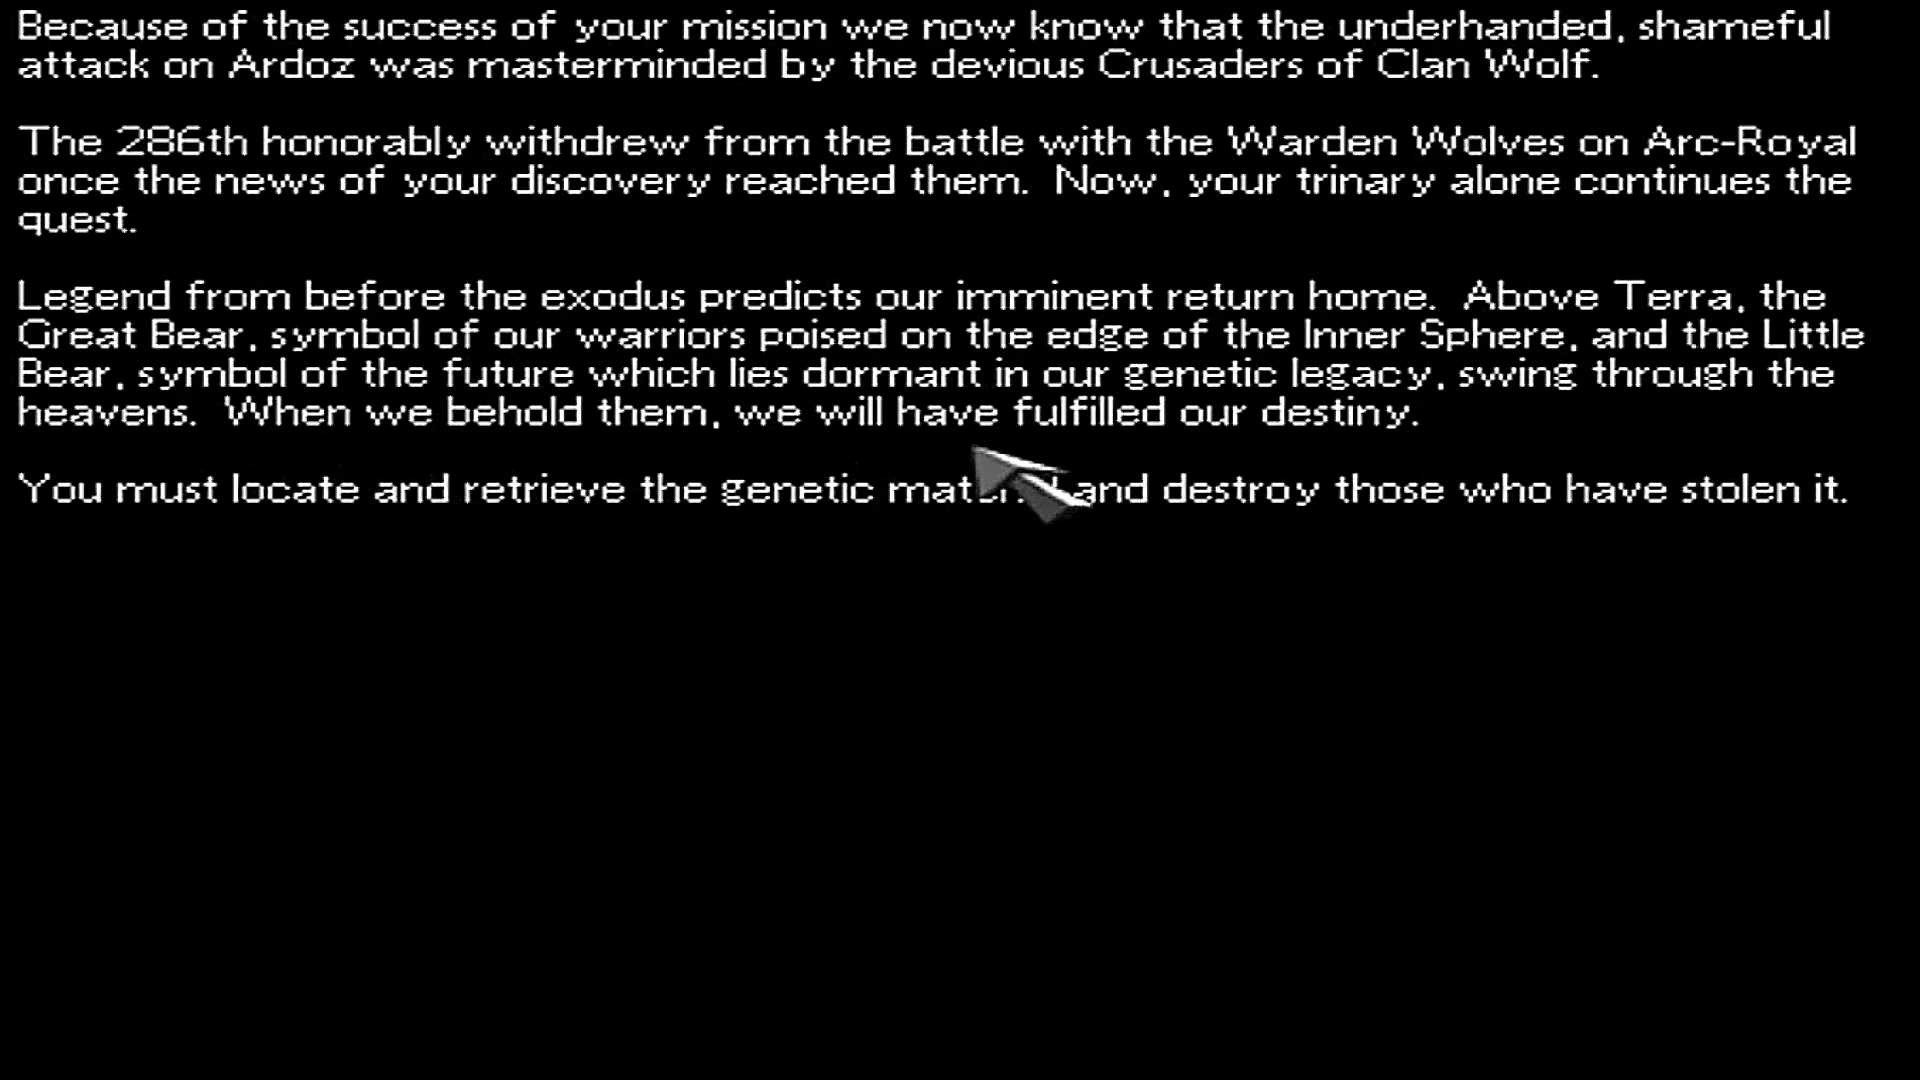 Because of the success of your mission we now know that the underhanded, shameful
attack on Ardoz was masterminded by the devious Crusaders of Clan Wolf.
The 286th honorably withdrew from the battle with the Warden Wolves on Arc-Royal
once the news of your discovery reached them. Now, your trinary alone continues the
quest.
Legend from before the exodus predicts our imminent return home. Above Terra, the
Great Bear, symbol of our warriors poised on the edge of the Inner Sphere, and the Little
Bear, symbol of the future which lies dormant in our genetic legacy, swing through the
heavens. When we behold them, we will have fulfilled our destiny.
You must locate and retrieve the genetic and destroy those who have stolen it.